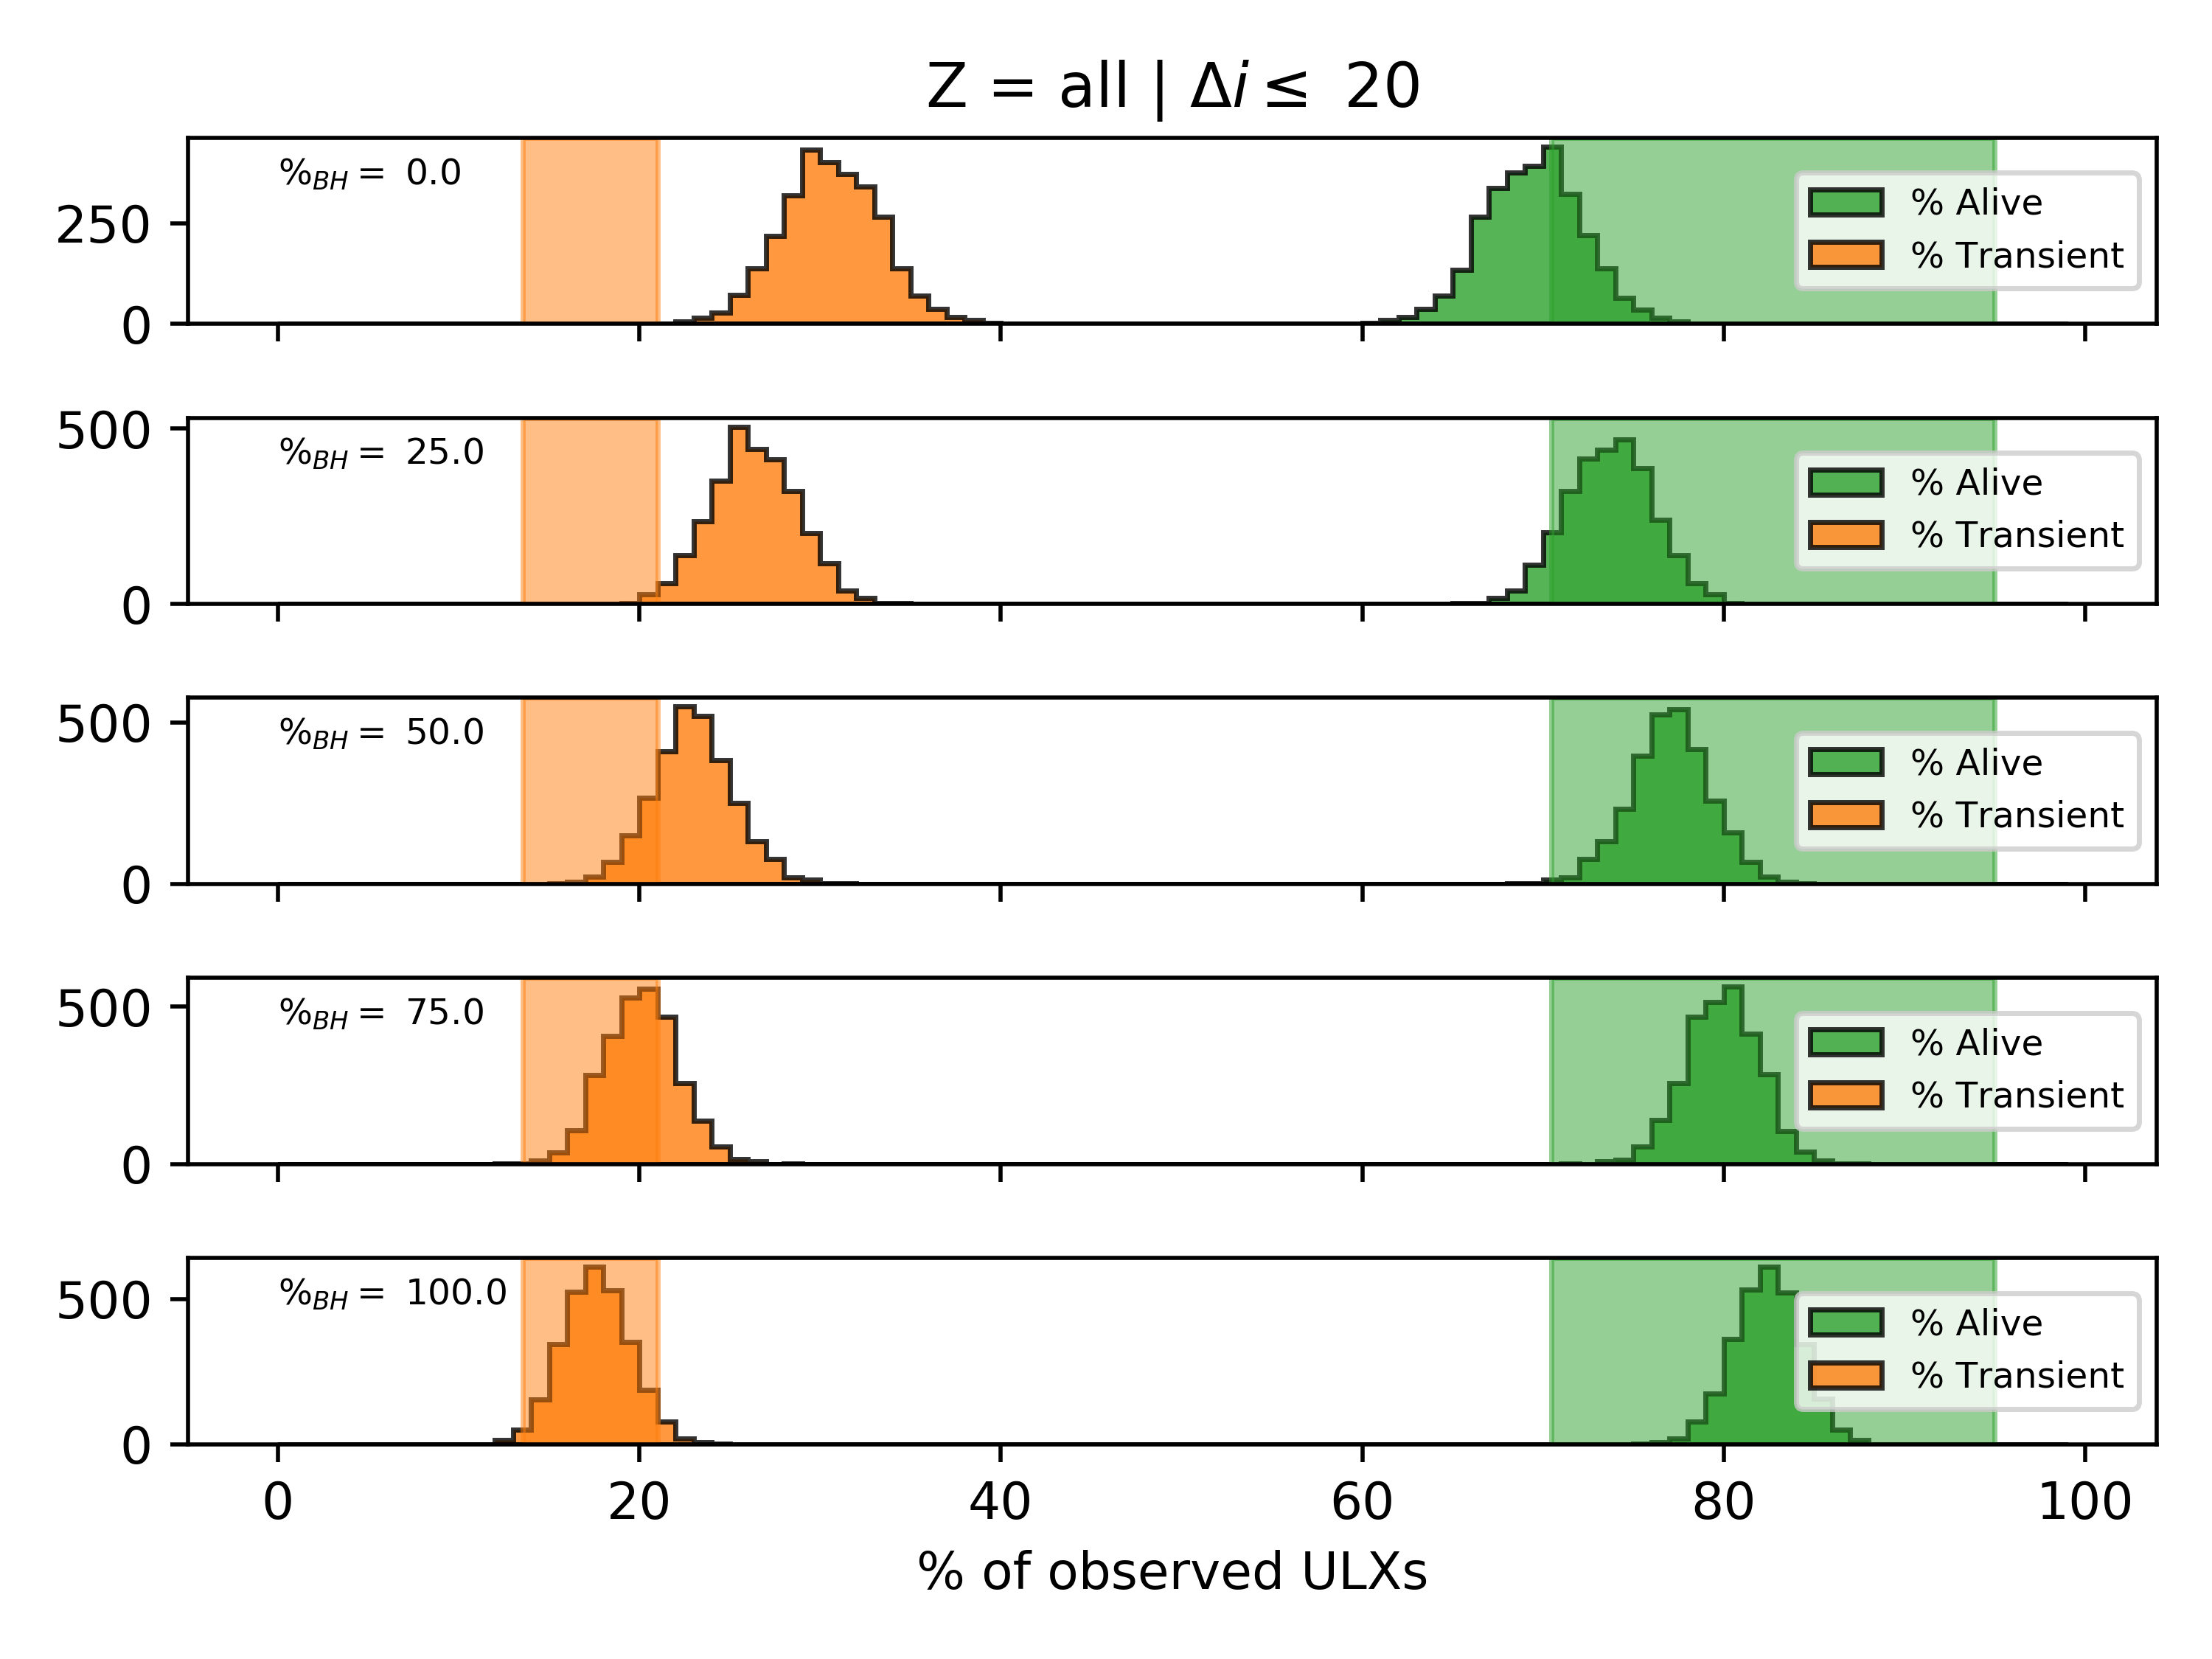 Z = all | Δi ≤ 20
%BH = 0.0
% Alive
% Transient
250
0
%BH = 25.0
% Alive
% Transient
500
0
%BH = 50.0
% Alive
% Transient
500
0
%BH = 75.0
% Alive
% Transient
500
0
%BH = 100.0
% Alive
% Transient
500
0
0 20 40 60 80 100
% of observed ULXs